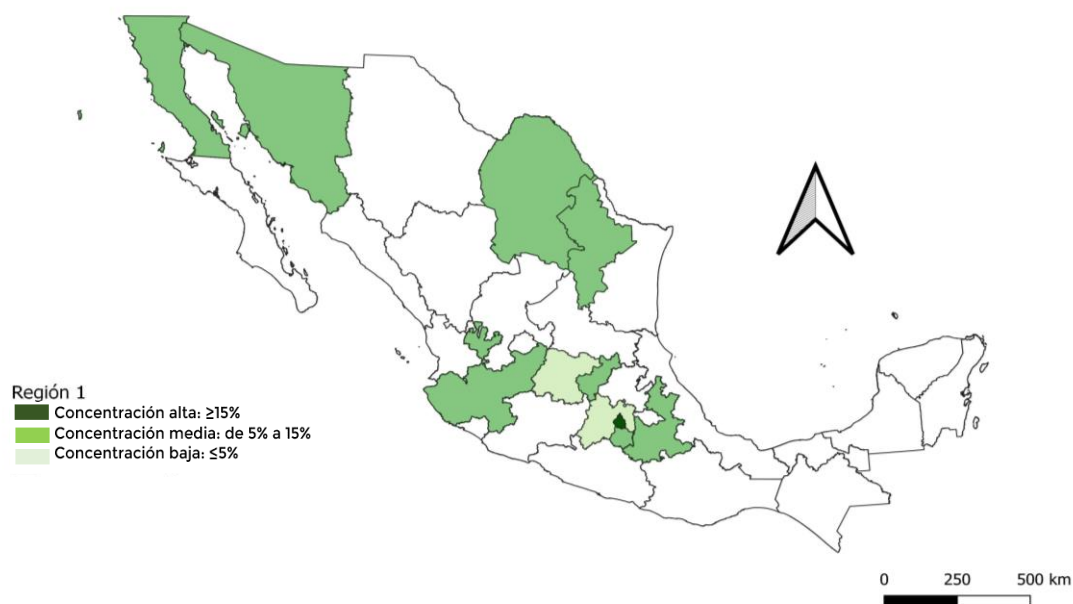 Región 1
Concentración alta: ≥15%
Concentración media: de 5% a 15%
Concentración baja: ≤5%
0 250 500 km